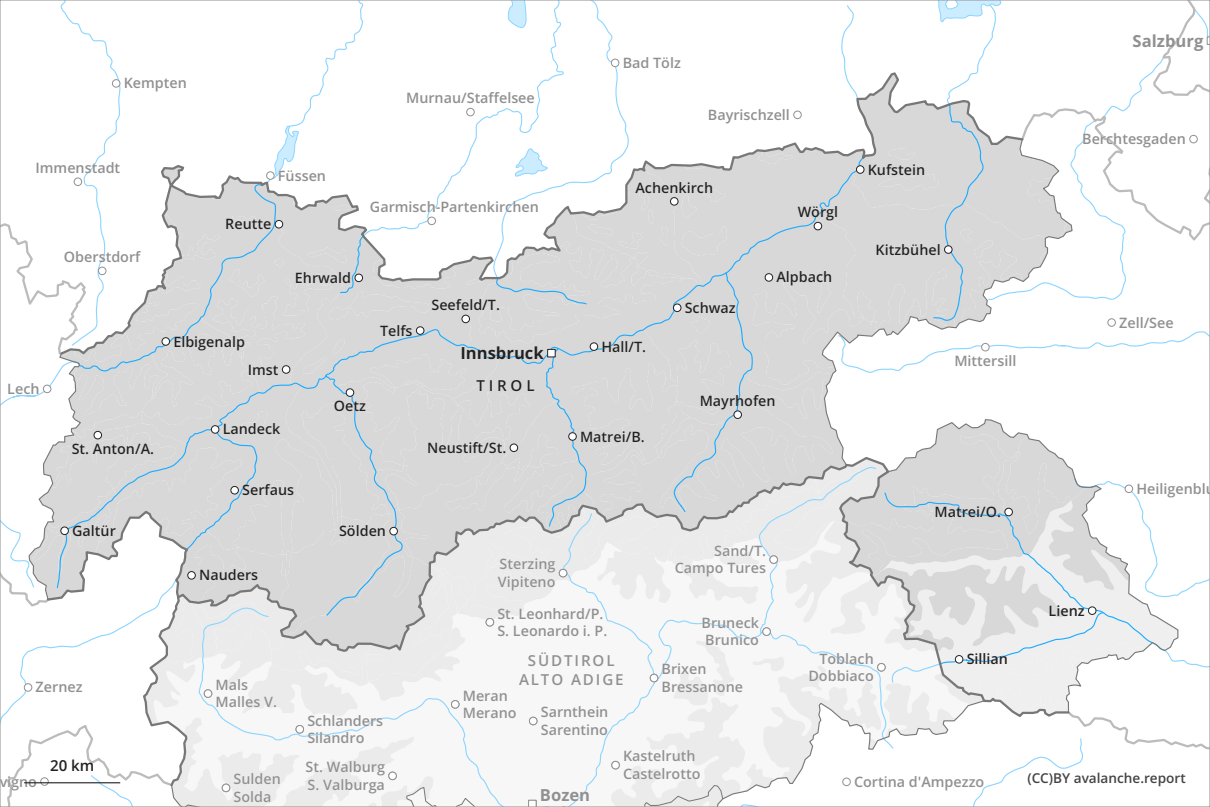 Salzburg
Bad Tölz
Kempten
Murnau/Staffelsee
Bayrischzell
Berchtesgaden
Immenstadt
Füssen
Kufstein
Achenkirch
Garmisch-Partenkirchen
Wörgl
Reutte
Kitzbühel
Oberstdorf
Ehrwald
Alpbach
Seefeld/T.
Schwaz
Zell/See
Telfs
Elbigenalp
Hall/T.
Innsbruck
Mittersill
Imst
TIROL
Lech
Oetz
Mayrhofen
Landeck
Matrei/B.
St. Anton/A.
Neustift/St.
Serfaus
Heiligenblu
Matrei/O.
Galtür
Sölden
Sand/T.
Campo Tures
Sterzing
Vipiteno
Nauders
Lienz
St. Leonhard/P.
S. Leonardo i. P.
Bruneck
Brunico
Sillian
Toblach
Dobbiaco
SÜDTIROL
ALTO ADIGE
Brixen
Bressanone
Zernez
Mals
Malles V.
Meran
Merano
Sarnthein
Sarentino
Schlanders
Silandro
Kastelruth
Castelrotto
20 km
St. Walburg
S. Valburga
vigno
Sulden
Solda
Cortina d'Ampezzo
(CC)BY avalanche.report
Bozen